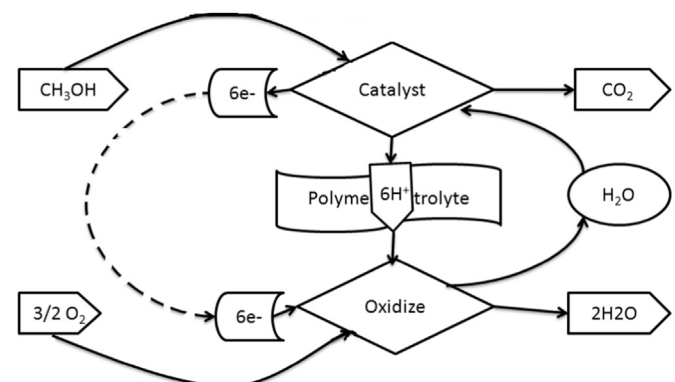 CH₃OH
6e-
Catalyst
CO₂
Polyme
6H⁺
trolyte
H₂O
3/2 O₂
6e-
Oxidize
2H2O